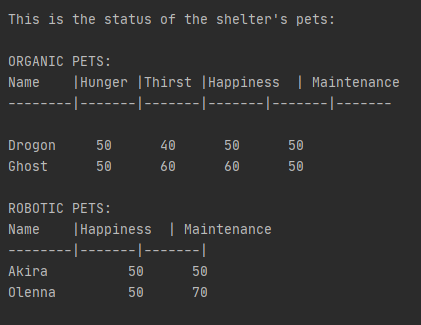 This is the status of the shelter's pets:
ORGANIC PETS:
Name    |Hunger |Thirst |Happiness  | Maintenance
--------|-------|-------|-------|-------|-------
Drogon     50      40      50      50
Ghost      50      60      60      50
ROBOTIC PETS:
Name    |Happiness  | Maintenance
--------|-------|-------|
Akira          50      50
Olenna         50      70